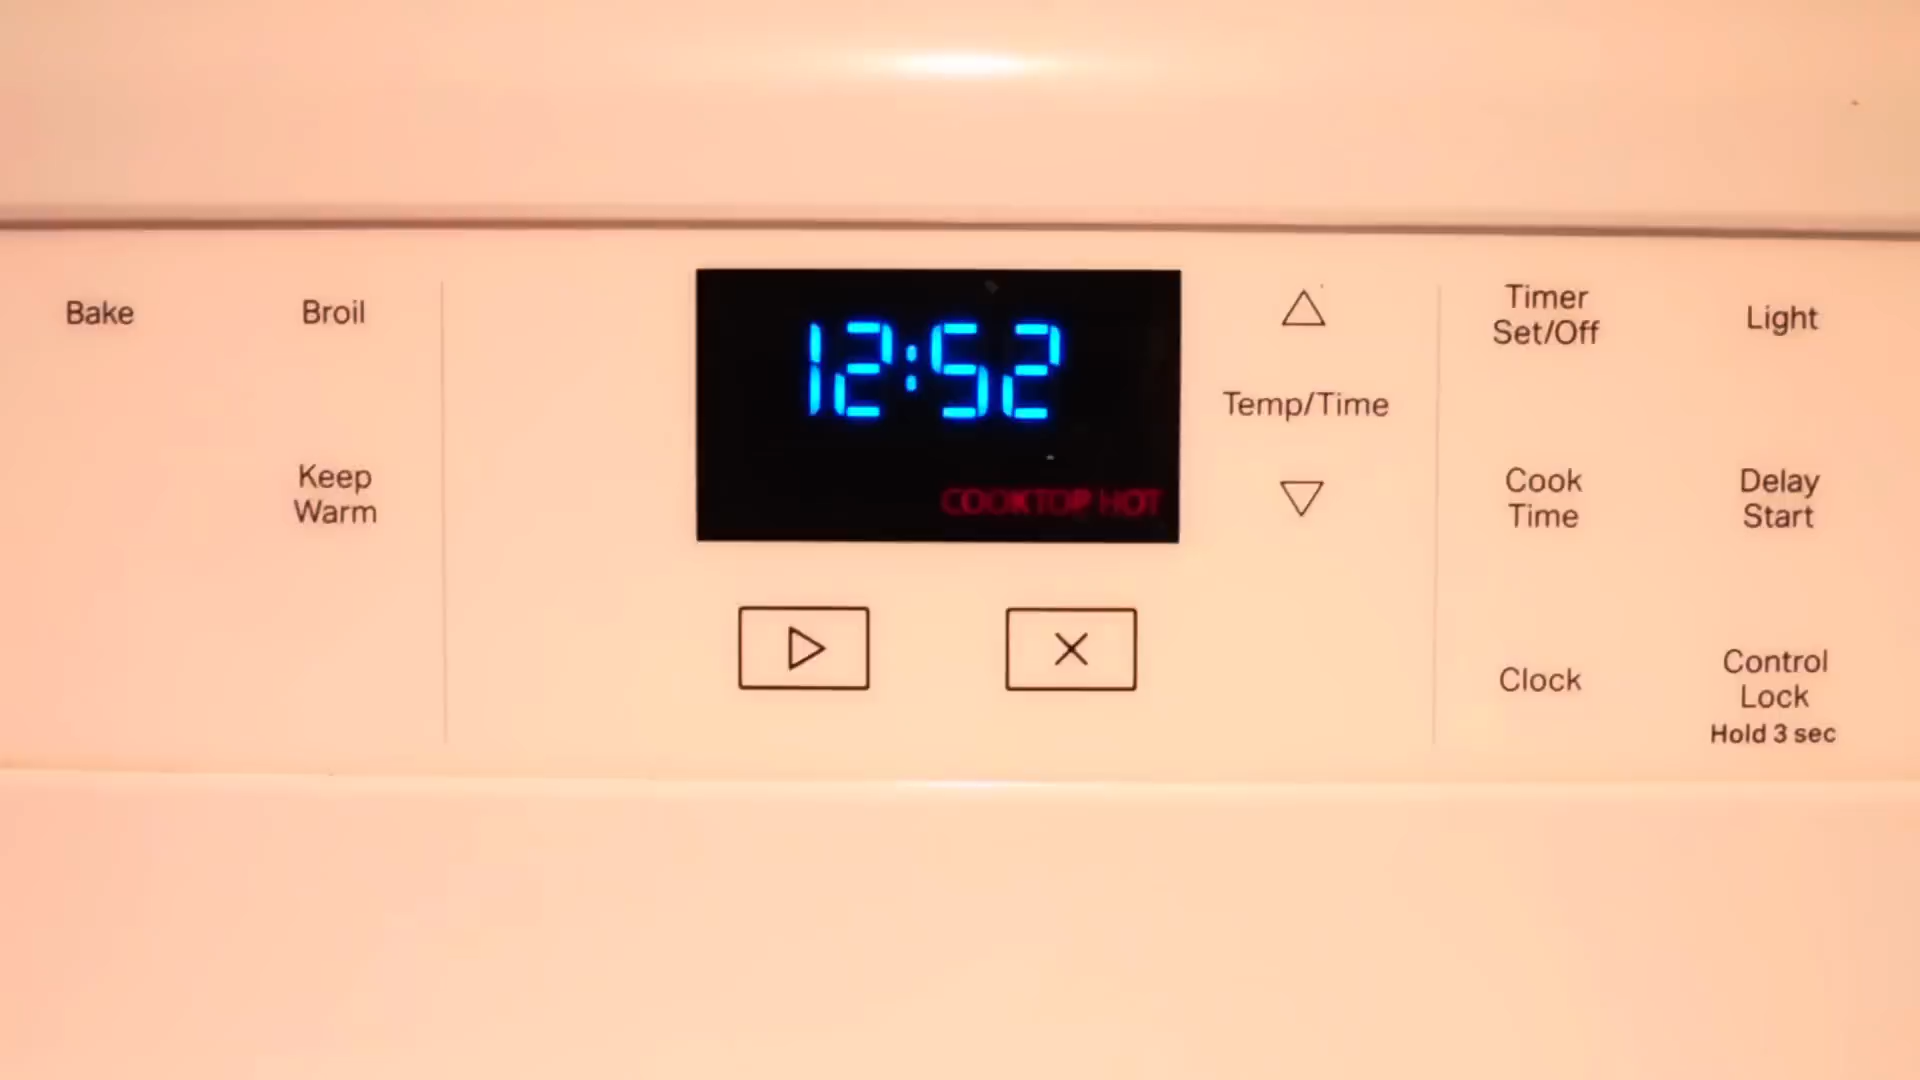 Bake
Broil
Keep
Warm
12:52
COOKTOP HOT
Temp/Time
Timer
Set/Off
Light
Cook
Time
Delay
Start
Clock
Control
Lock
Hold 3 sec